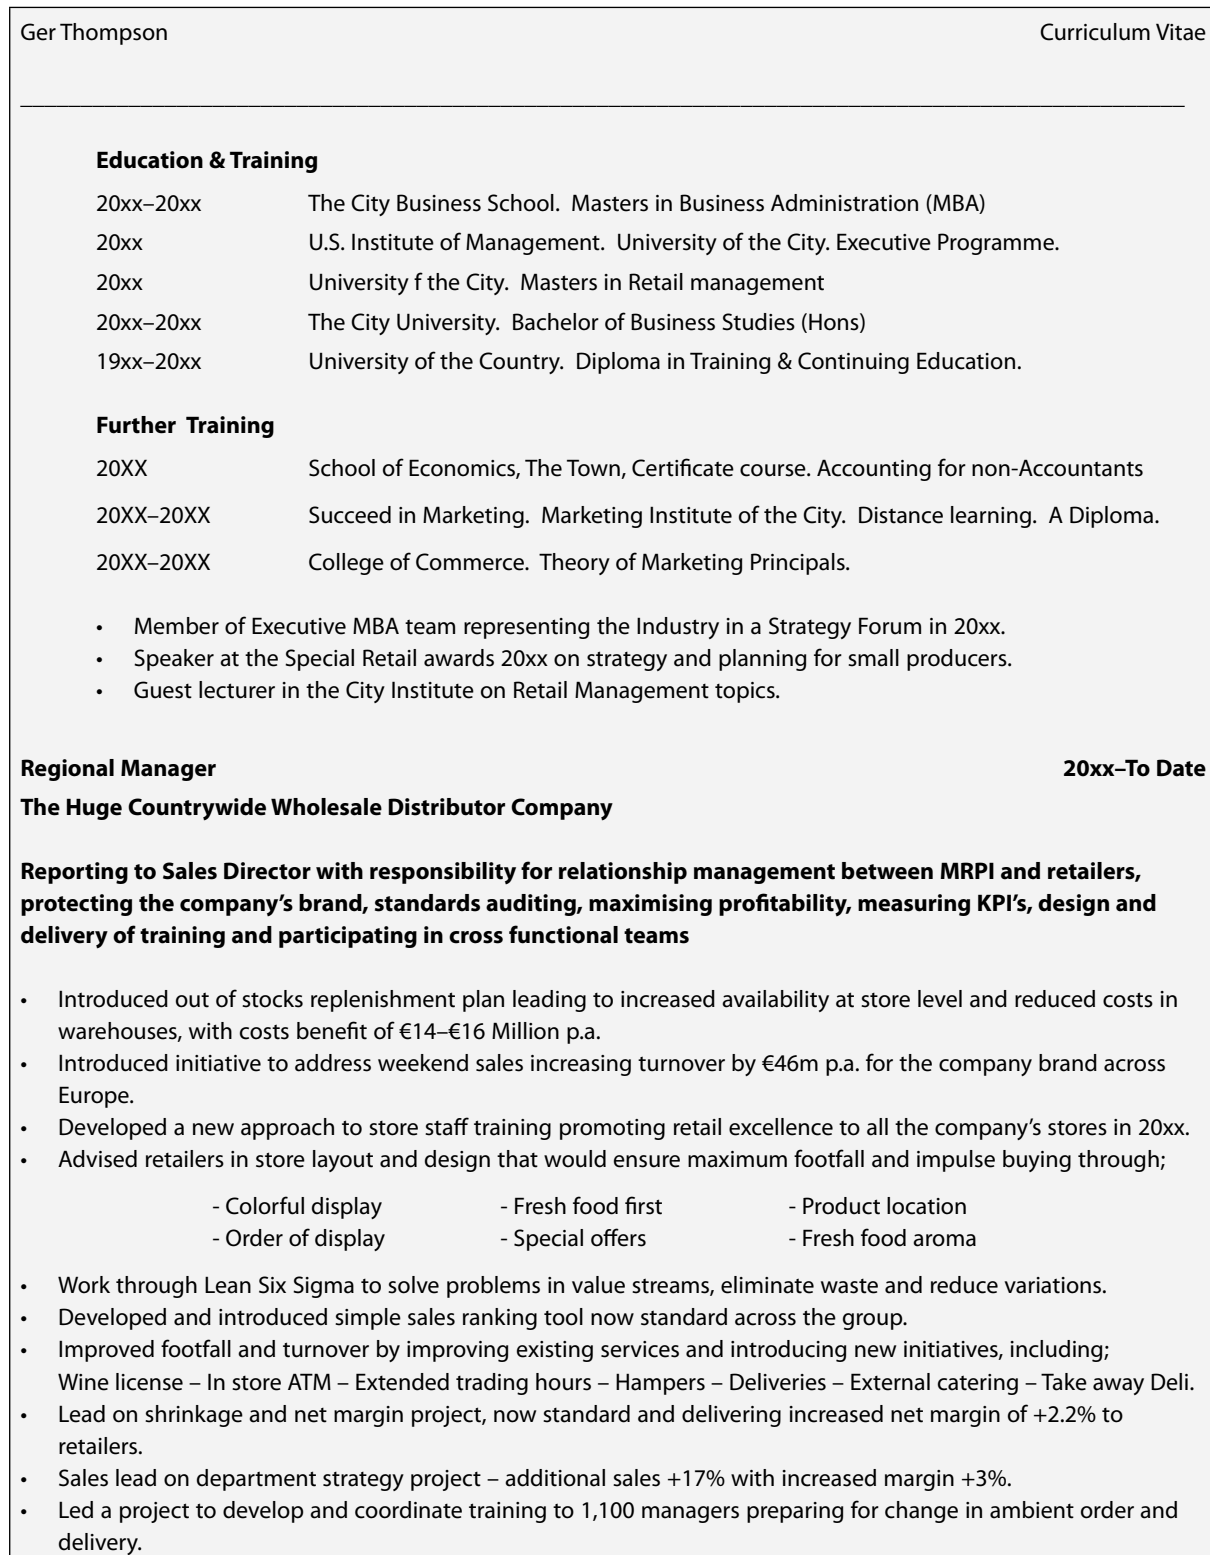 Ger Thompson Curriculum Vitae
Education & Training
20xx–20xx The City Business School. Masters in Business Administration (MBA)
20xx U.S. Institute of Management. University of the City. Executive Programme.
20xx University f the City. Masters in Retail management
20xx–20xx The City University. Bachelor of Business Studies (Hons)
19xx–20xx University of the Country. Diploma in Training & Continuing Education.
Further Training
20XX School of Economics, The Town, Certificate course. Accounting for non-Accountants
20XX–20XX Succeed in Marketing. Marketing Institute of the City. Distance learning. A Diploma.
20XX–20XX College of Commerce. Theory of Marketing Principals.
• Member of Executive MBA team representing the Industry in a Strategy Forum in 20xx.
• Speaker at the Special Retail awards 20xx on strategy and planning for small producers.
• Guest lecturer in the City Institute on Retail Management topics.
Regional Manager 20xx–To Date
The Huge Countrywide Wholesale Distributor Company
Reporting to Sales Director with responsibility for relationship management between MRPI and retailers,
protecting the company's brand, standards auditing, maximising profitability, measuring KPI's, design and
delivery of training and participating in cross functional teams
• Introduced out of stocks replenishment plan leading to increased availability at store level and reduced costs in
warehouses, with costs benefit of €14–€16 Million p.a.
• Introduced initiative to address weekend sales increasing turnover by €46m p.a. for the company brand across
Europe.
• Developed a new approach to store staff training promoting retail excellence to all the company's stores in 20xx.
• Advised retailers in store layout and design that would ensure maximum footfall and impulse buying through;
- Colorful display - Fresh food first - Product location
- Order of display - Special offers - Fresh food aroma
• Work through Lean Six Sigma to solve problems in value streams, eliminate waste and reduce variations.
• Developed and introduced simple sales ranking tool now standard across the group.
• Improved footfall and turnover by improving existing services and introducing new initiatives, including;
Wine license – In store ATM – Extended trading hours – Hampers – Deliveries – External catering – Take away Deli.
• Lead on shrinkage and net margin project, now standard and delivering increased net margin of +2.2% to
retailers.
• Sales lead on department strategy project – additional sales +17% with increased margin +3%.
• Led a project to develop and coordinate training to 1,100 managers preparing for change in ambient order and
delivery.